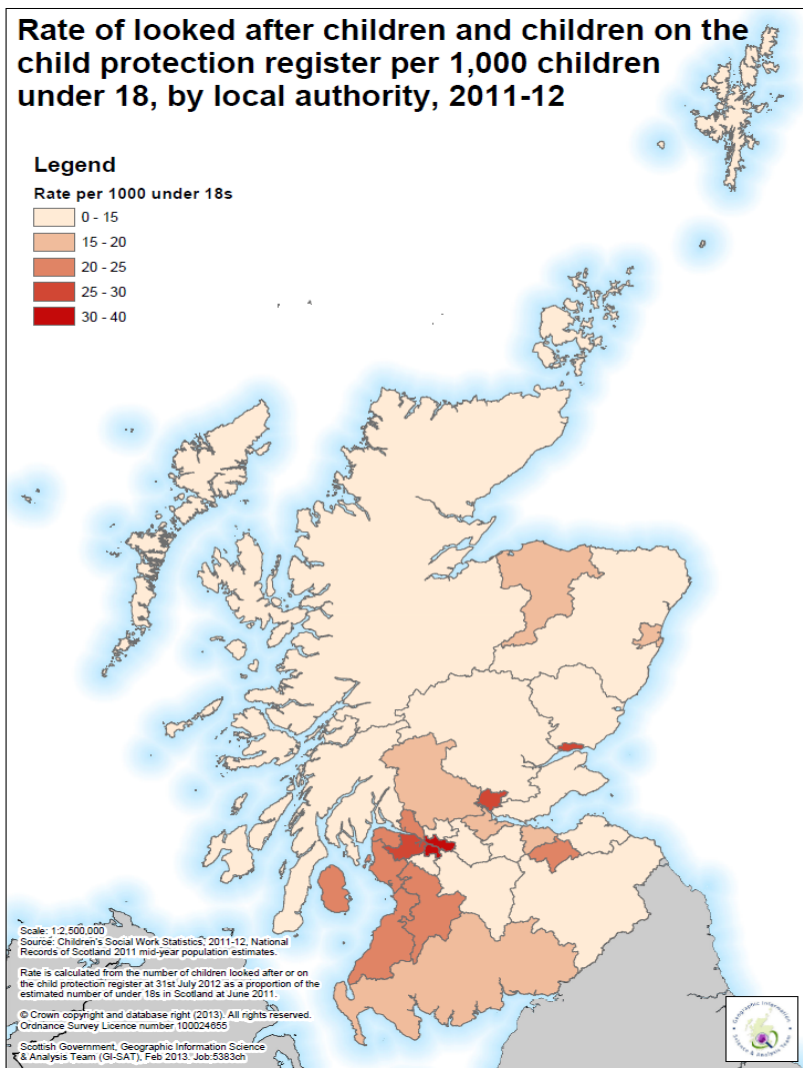 Rate of looked after children and children on the
child protection register per 1,000 children
under 18, by local authority, 2011-12
Legend
Rate per 1000 under 18s
0 - 15
15 - 20
20 - 25
25 - 30
30 - 40
Scale: 1:2,500,000
Source: Children's Social Work Statistics, 2011-12, National
Records of Scotland 2011 mid-year population estimates.
Rate is calculated from the number of children looked after or on
the child protection register at 31st July 2012 as a proportion of the
estimated number of under 18s in Scotland at June 2011.
© Crown copyright and database right (2013). All rights reserved.
Ordnance Survey Licence number 100024655
Scottish Government, Geographic Information Science
& Analysis Team (GI-SAT), Feb 2013. Job:5383ch
Geographic Information
Science & Analysis Team